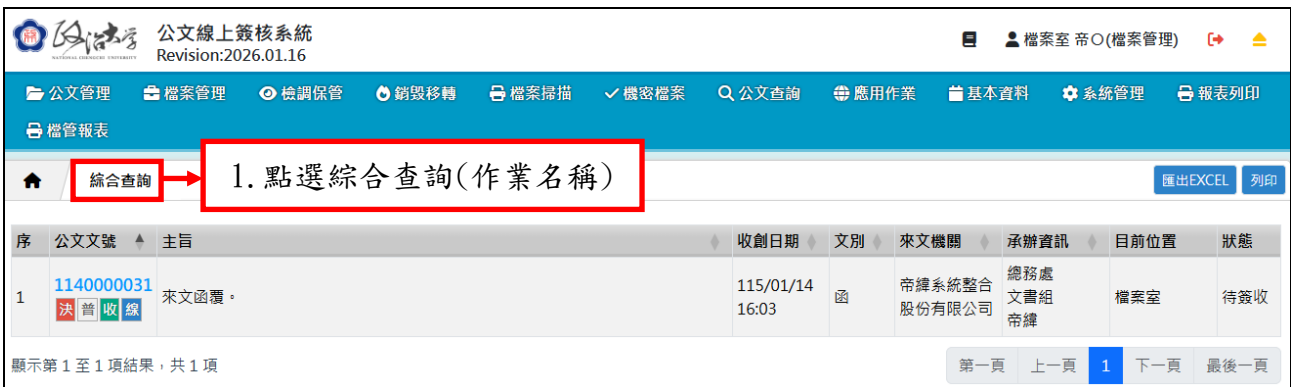 政治大學
NATIONAL CHENGCHI UNIVERSITY
公文線上簽核系統
Revision:2026.01.16
檔案室 帝○(檔案管理)
公文管理 檔案管理 檢調保管 銷毀移轉 檔案掃描 機密檔案 公文查詢 應用作業 基本資料 系統管理 報表列印
檔管報表
綜合查詢
1.點選綜合查詢(作業名稱)
匯出EXCEL 列印
序 公文文號 主旨 收創日期 文別 來文機關 承辦資訊 目前位置 狀態
1 1140000031 來文函覆。 115/01/14 16:03 函 帝緯系統整合股份有限公司 總務處 文書組 帝緯 檔案室 待簽收
決 普 收 線
顯示第 1 至 1 項結果，共 1 項
第一頁 上一頁 1 下一頁 最後一頁